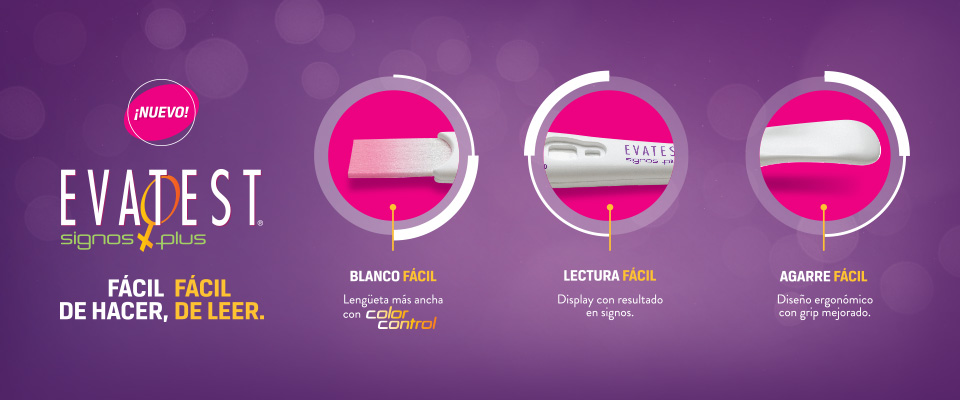 ¡NUEVO!
EVATEST®
signos plus
FÁCIL FÁCIL
DE HACER, DE LEER.
BLANCO FÁCIL
Lengüeta más ancha
con color
control
EVATES
signos pl
LECTURA FÁCIL
Display con resultado
en signos.
AGARRE FÁCIL
Diseño ergonómico
con grip mejorado.